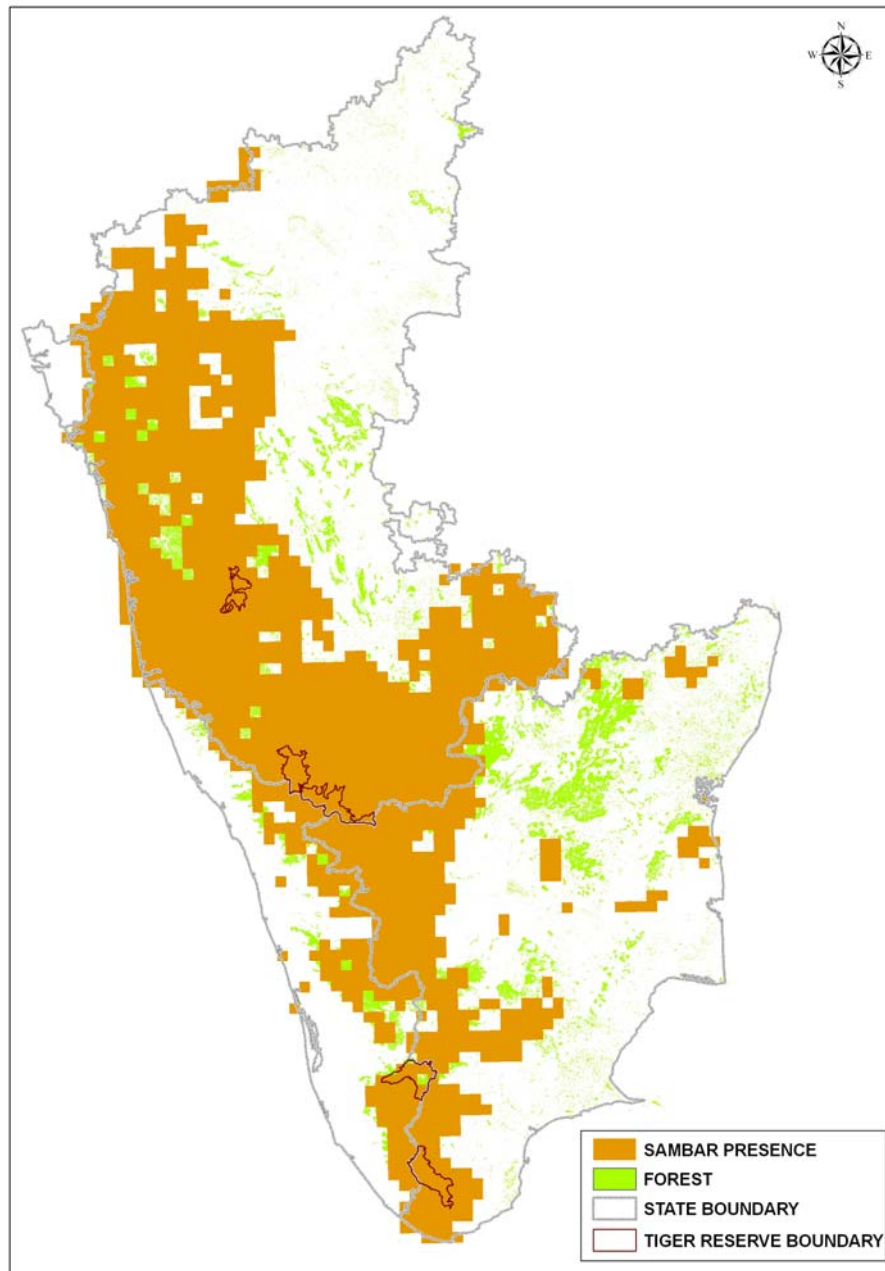 N
W E
S
SAMBAR PRESENCE
FOREST
STATE BOUNDARY
TIGER RESERVE BOUNDARY